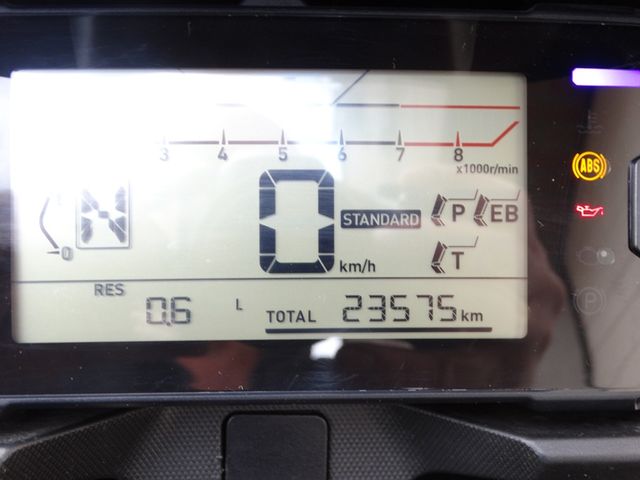 3 4 5 6 7 8
x1000r/min
ABS
N 0 STANDARD P EB
0 km/h T
RES 0.6 L TOTAL 23575 km
P